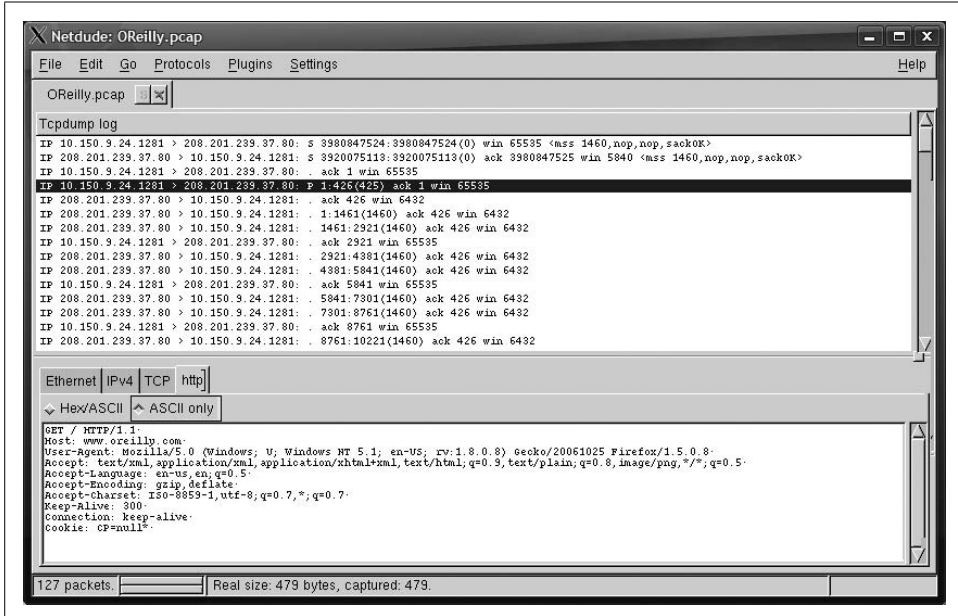 Netdude: OReilly.pcap
File Edit Go Protocols Plugins Settings Help
OReilly.pcap
Tcpdump log
IP 10.150.9.24.1281 > 208.201.239.37.80: S 3980847524:3980847524(0) win 65535 <mss 1460,nop,nop,sackOK>
IP 208.201.239.37.80 > 10.150.9.24.1281: S 3920075113:3920075113(0) ack 3980847525 win 5840 <mss 1460,nop,nop,sackOK>
IP 10.150.9.24.1281 > 208.201.239.37.80: . ack 1 win 65535
IP 10.150.9.24.1281 > 208.201.239.37.80: P 1:426(425) ack 1 win 65535
IP 208.201.239.37.80 > 10.150.9.24.1281: . ack 426 win 6432
IP 208.201.239.37.80 > 10.150.9.24.1281: . 1:1461(1460) ack 426 win 6432
IP 208.201.239.37.80 > 10.150.9.24.1281: . 1461:2921(1460) ack 426 win 6432
IP 10.150.9.24.1281 > 208.201.239.37.80: . ack 2921 win 65535
IP 208.201.239.37.80 > 10.150.9.24.1281: . 2921:4381(1460) ack 426 win 6432
IP 208.201.239.37.80 > 10.150.9.24.1281: . 4381:5841(1460) ack 426 win 6432
IP 10.150.9.24.1281 > 208.201.239.37.80: . ack 5841 win 65535
IP 208.201.239.37.80 > 10.150.9.24.1281: . 5841:7301(1460) ack 426 win 6432
IP 208.201.239.37.80 > 10.150.9.24.1281: . 7301:8761(1460) ack 426 win 6432
IP 10.150.9.24.1281 > 208.201.239.37.80: . ack 8761 win 65535
IP 208.201.239.37.80 > 10.150.9.24.1281: . 8761:10221(1460) ack 426 win 6432
Ethernet IPv4 TCP http]
Hex/ASCII ASCII only
GET / HTTP/1.1·
Host: www.oreilly.com·
User-Agent: Mozilla/5.0 (Windows; U; Windows NT 5.1; en-US; rv:1.8.0.8) Gecko/20061025 Firefox/1.5.0.8·
Accept: text/xml,application/xml,application/xhtml+xml,text/html;q=0.9,text/plain;q=0.8,image/png,*/*;q=0.5·
Accept-Language: en-us,en;q=0.5·
Accept-Encoding: gzip,deflate·
Accept-Charset: ISO-8859-1,utf-8;q=0.7,*;q=0.7·
Keep-Alive: 300·
Connection: keep-alive·
Cookie: CP=null*·
127 packets. Real size: 479 bytes, captured: 479.